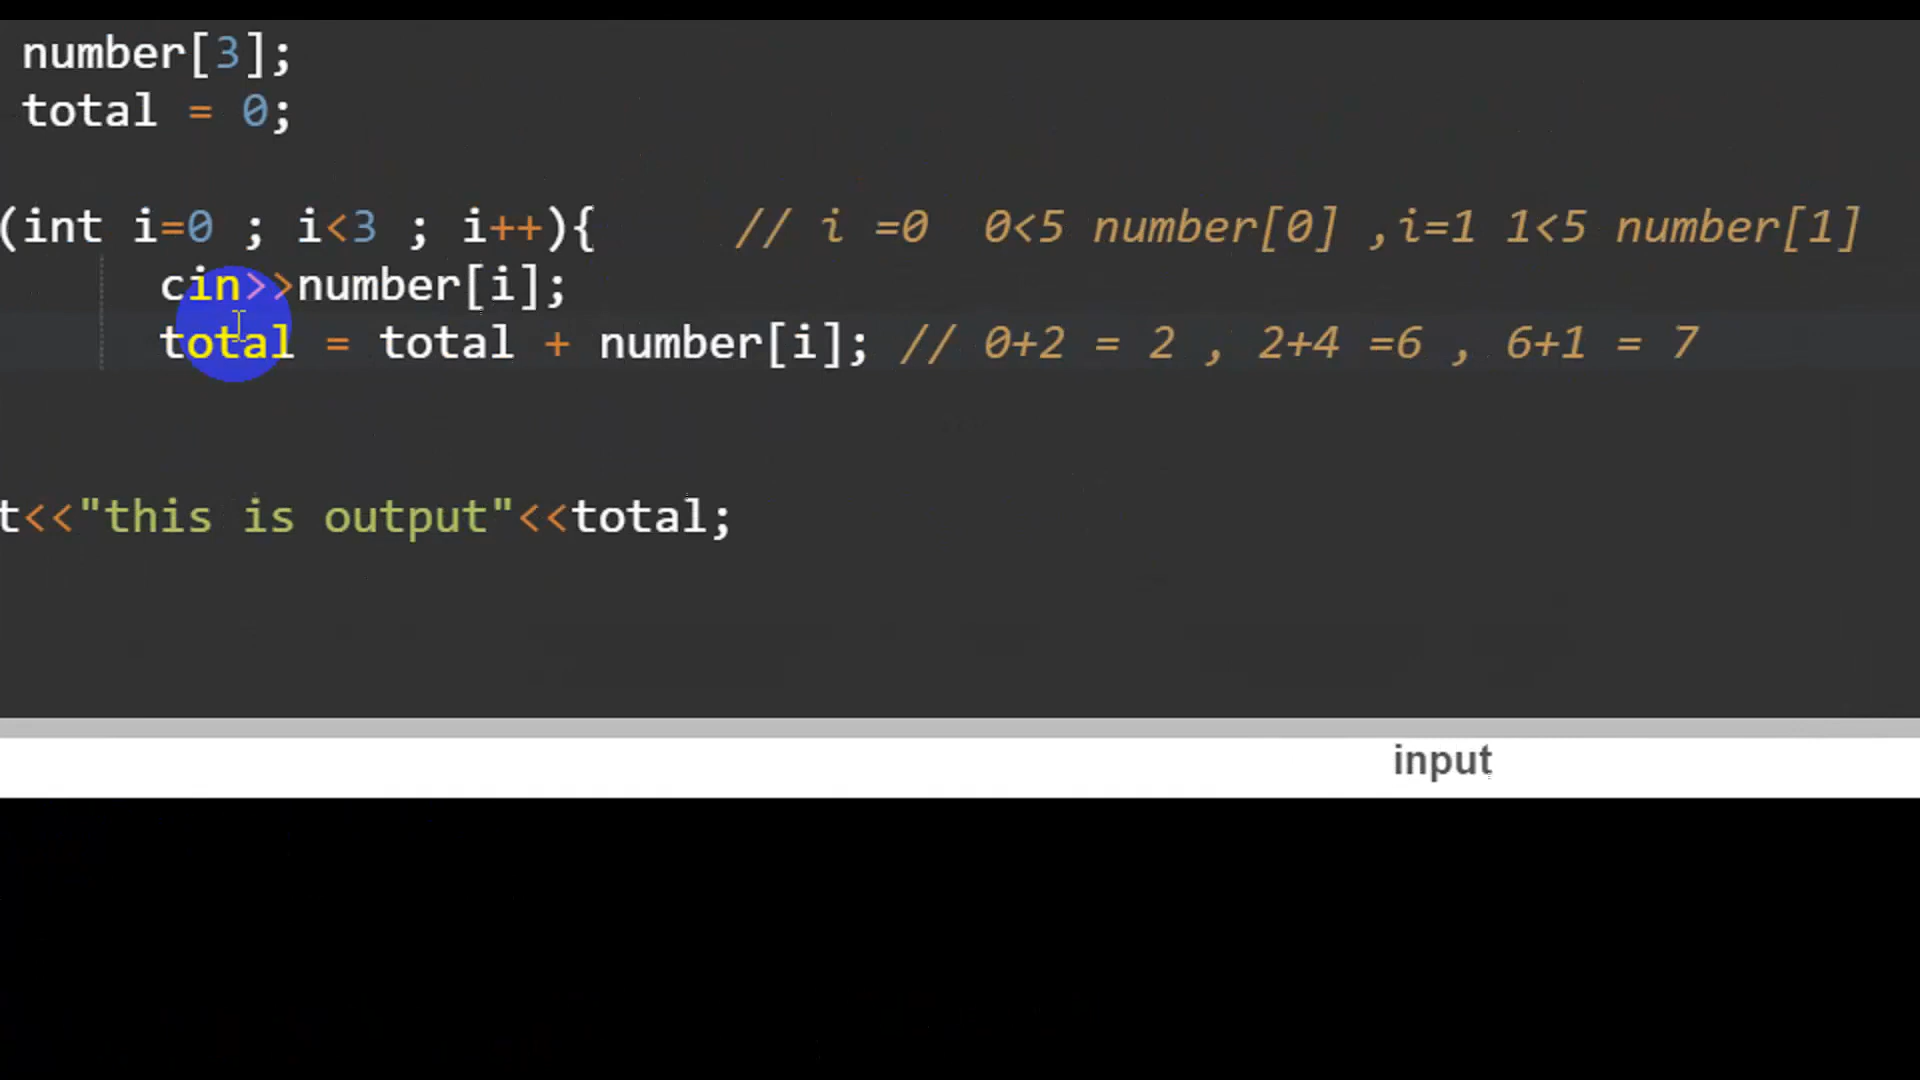 number[3];
total = 0;
(int i=0 ; i<3 ; i++){ // i =0 0<5 number[0] ,i=1 1<5 number[1]
cin>>number[i];
total = total + number[i]; // 0+2 = 2 , 2+4 =6 , 6+1 = 7
t<<"this is output"<<total;
input